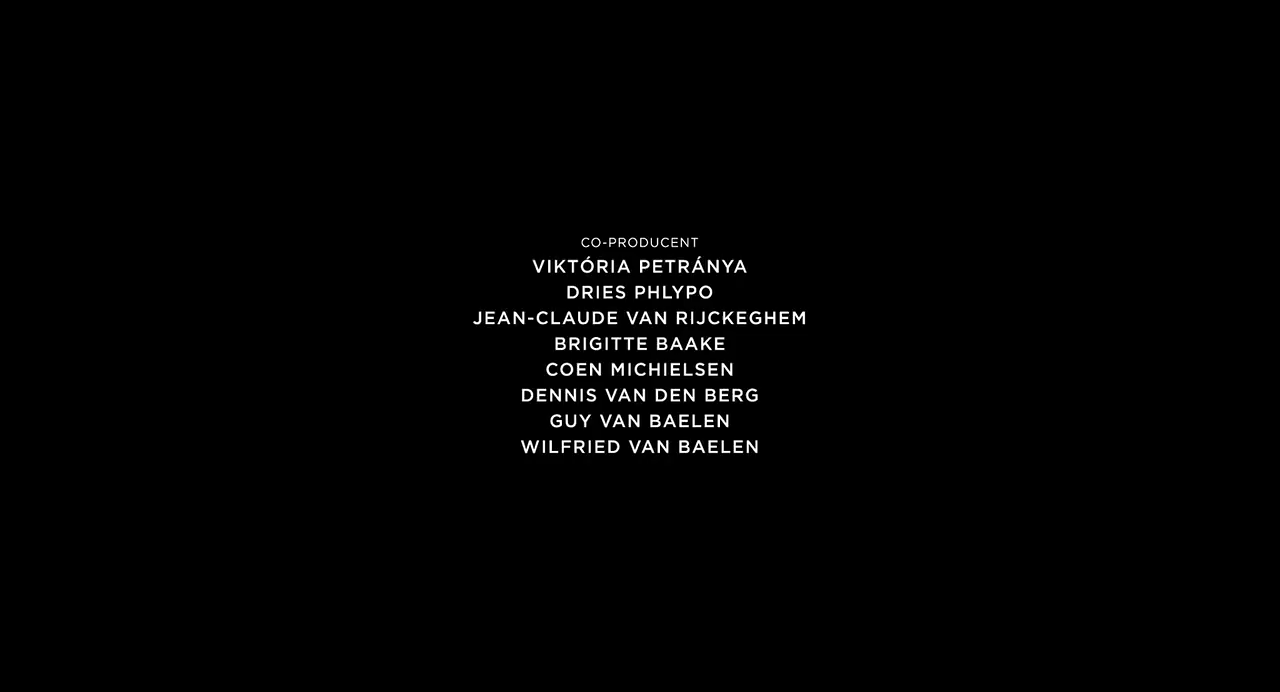 CO-PRODUCENT
VIKTÓRIA PETRÁNYA
DRIES PHLYPO
JEAN-CLAUDE VAN RIJCKEGHEM
BRIGITTE BAAKE
COEN MICHIELSEN
DENNIS VAN DEN BERG
GUY VAN BAELEN
WILFRIED VAN BAELEN